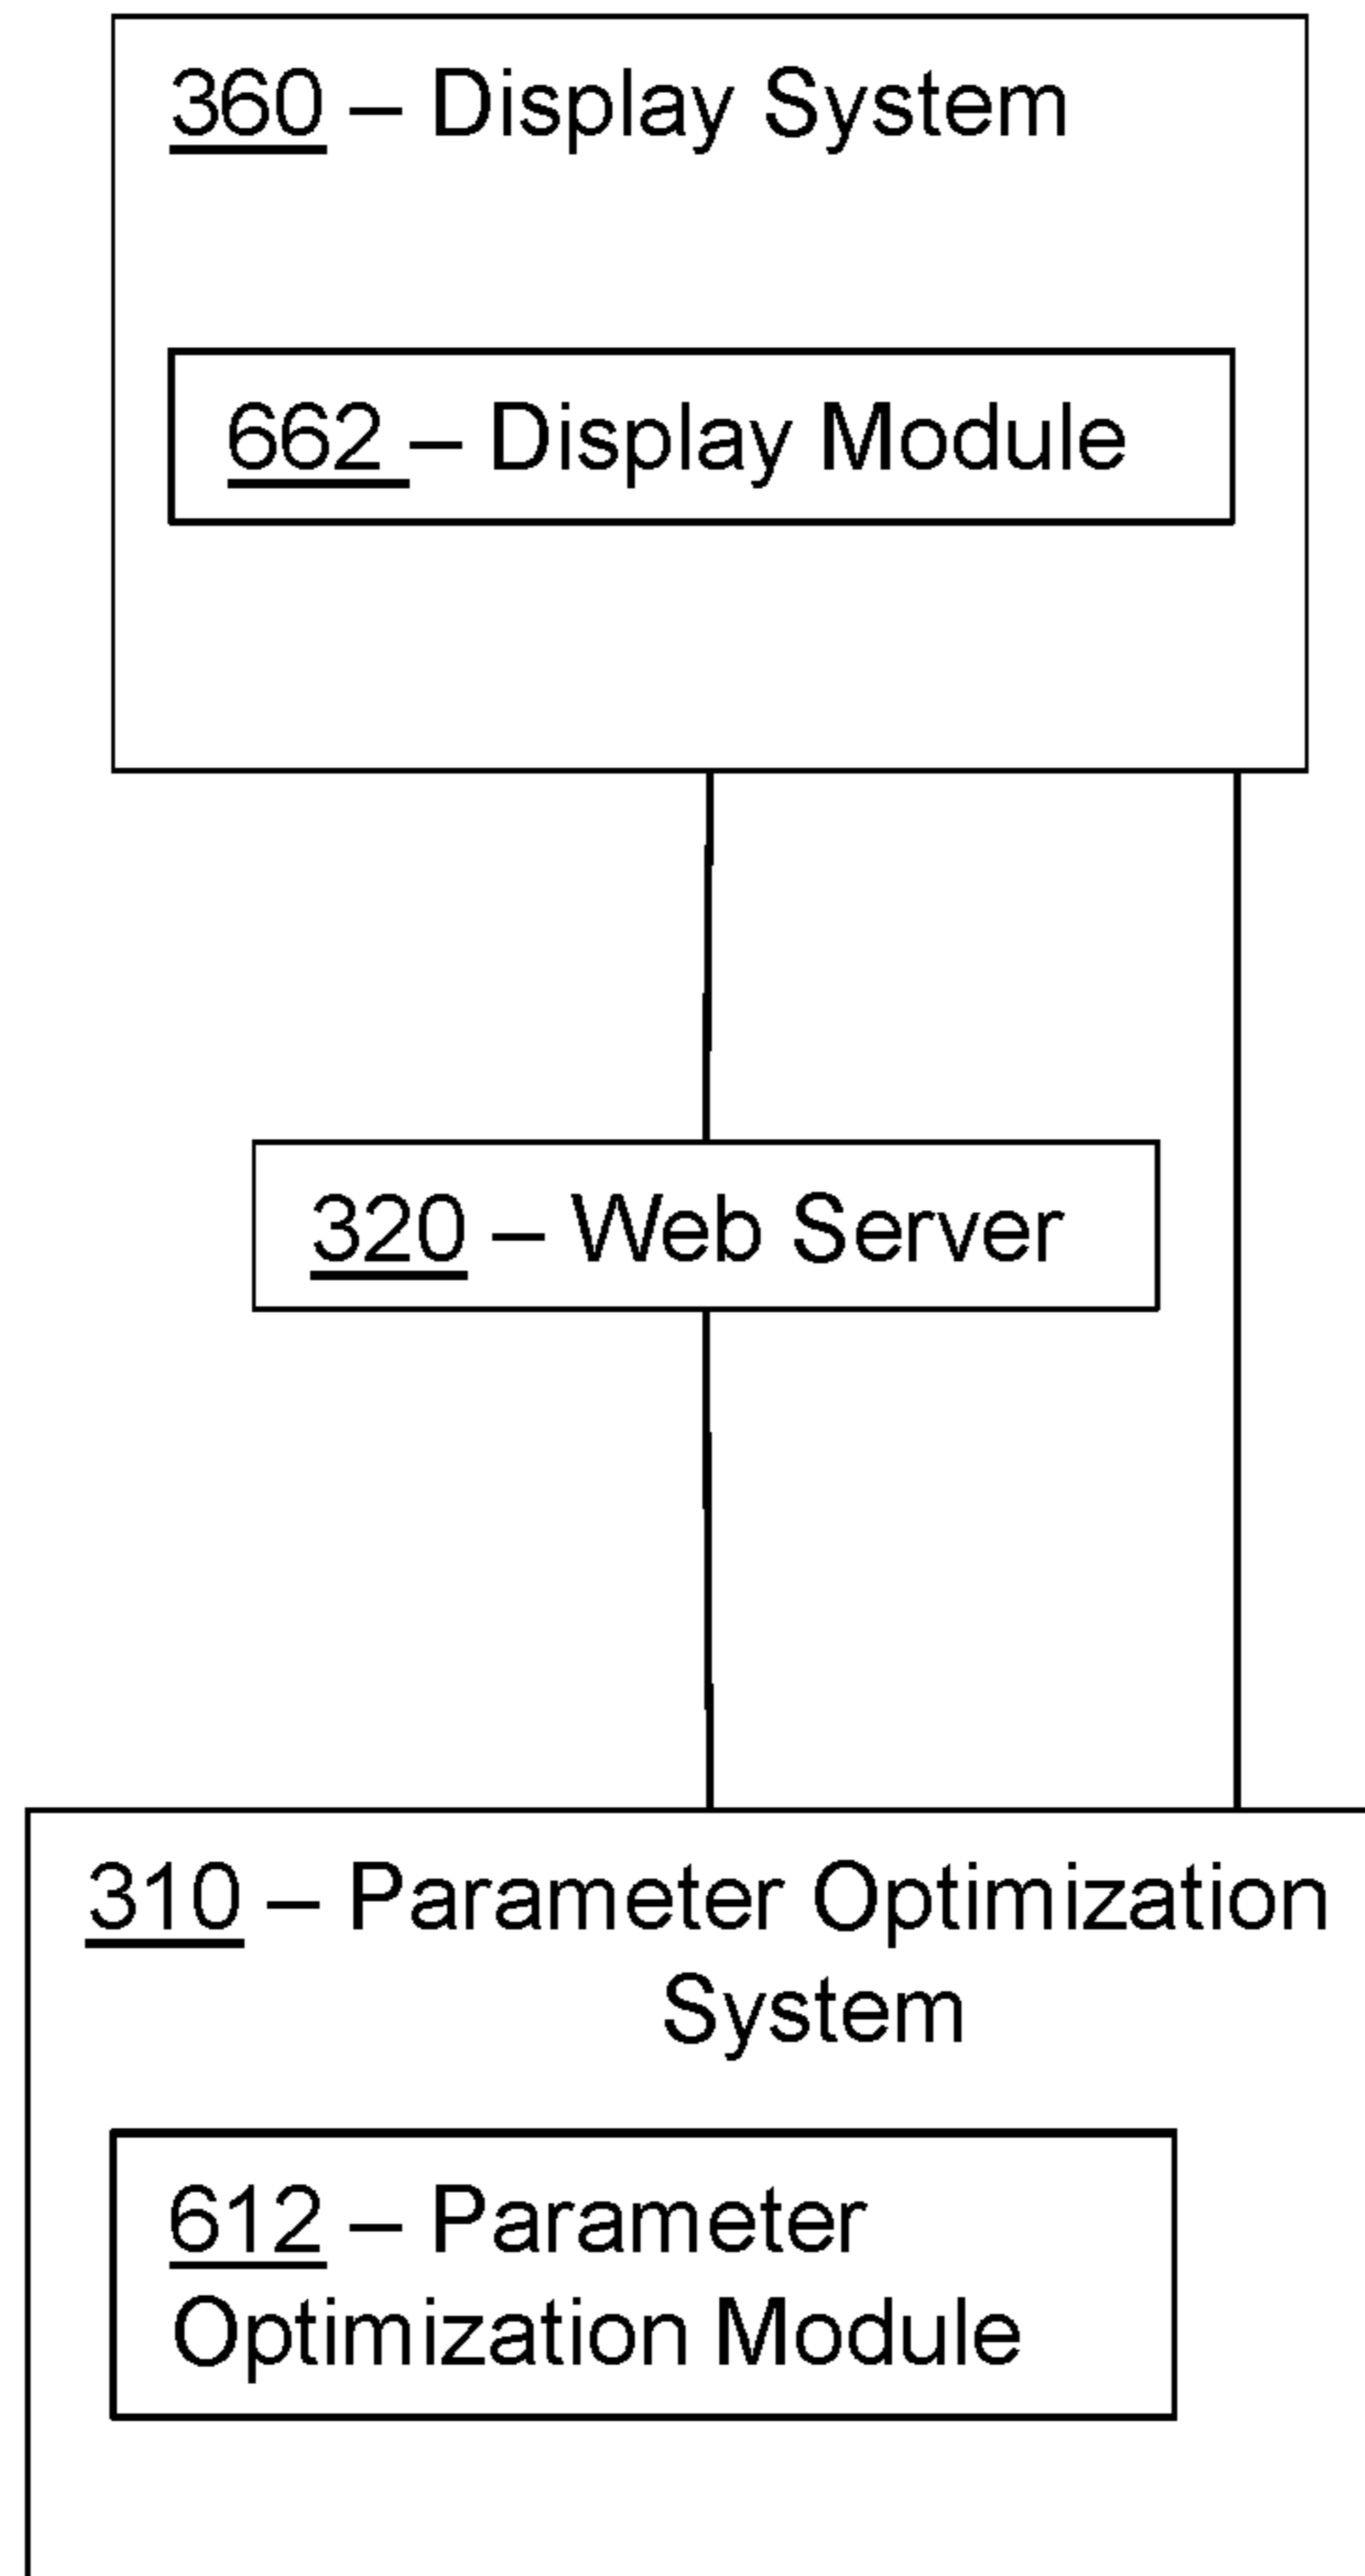 360 – Display System
662 – Display Module
320 – Web Server
310 – Parameter Optimization
System
612 – Parameter
Optimization Module